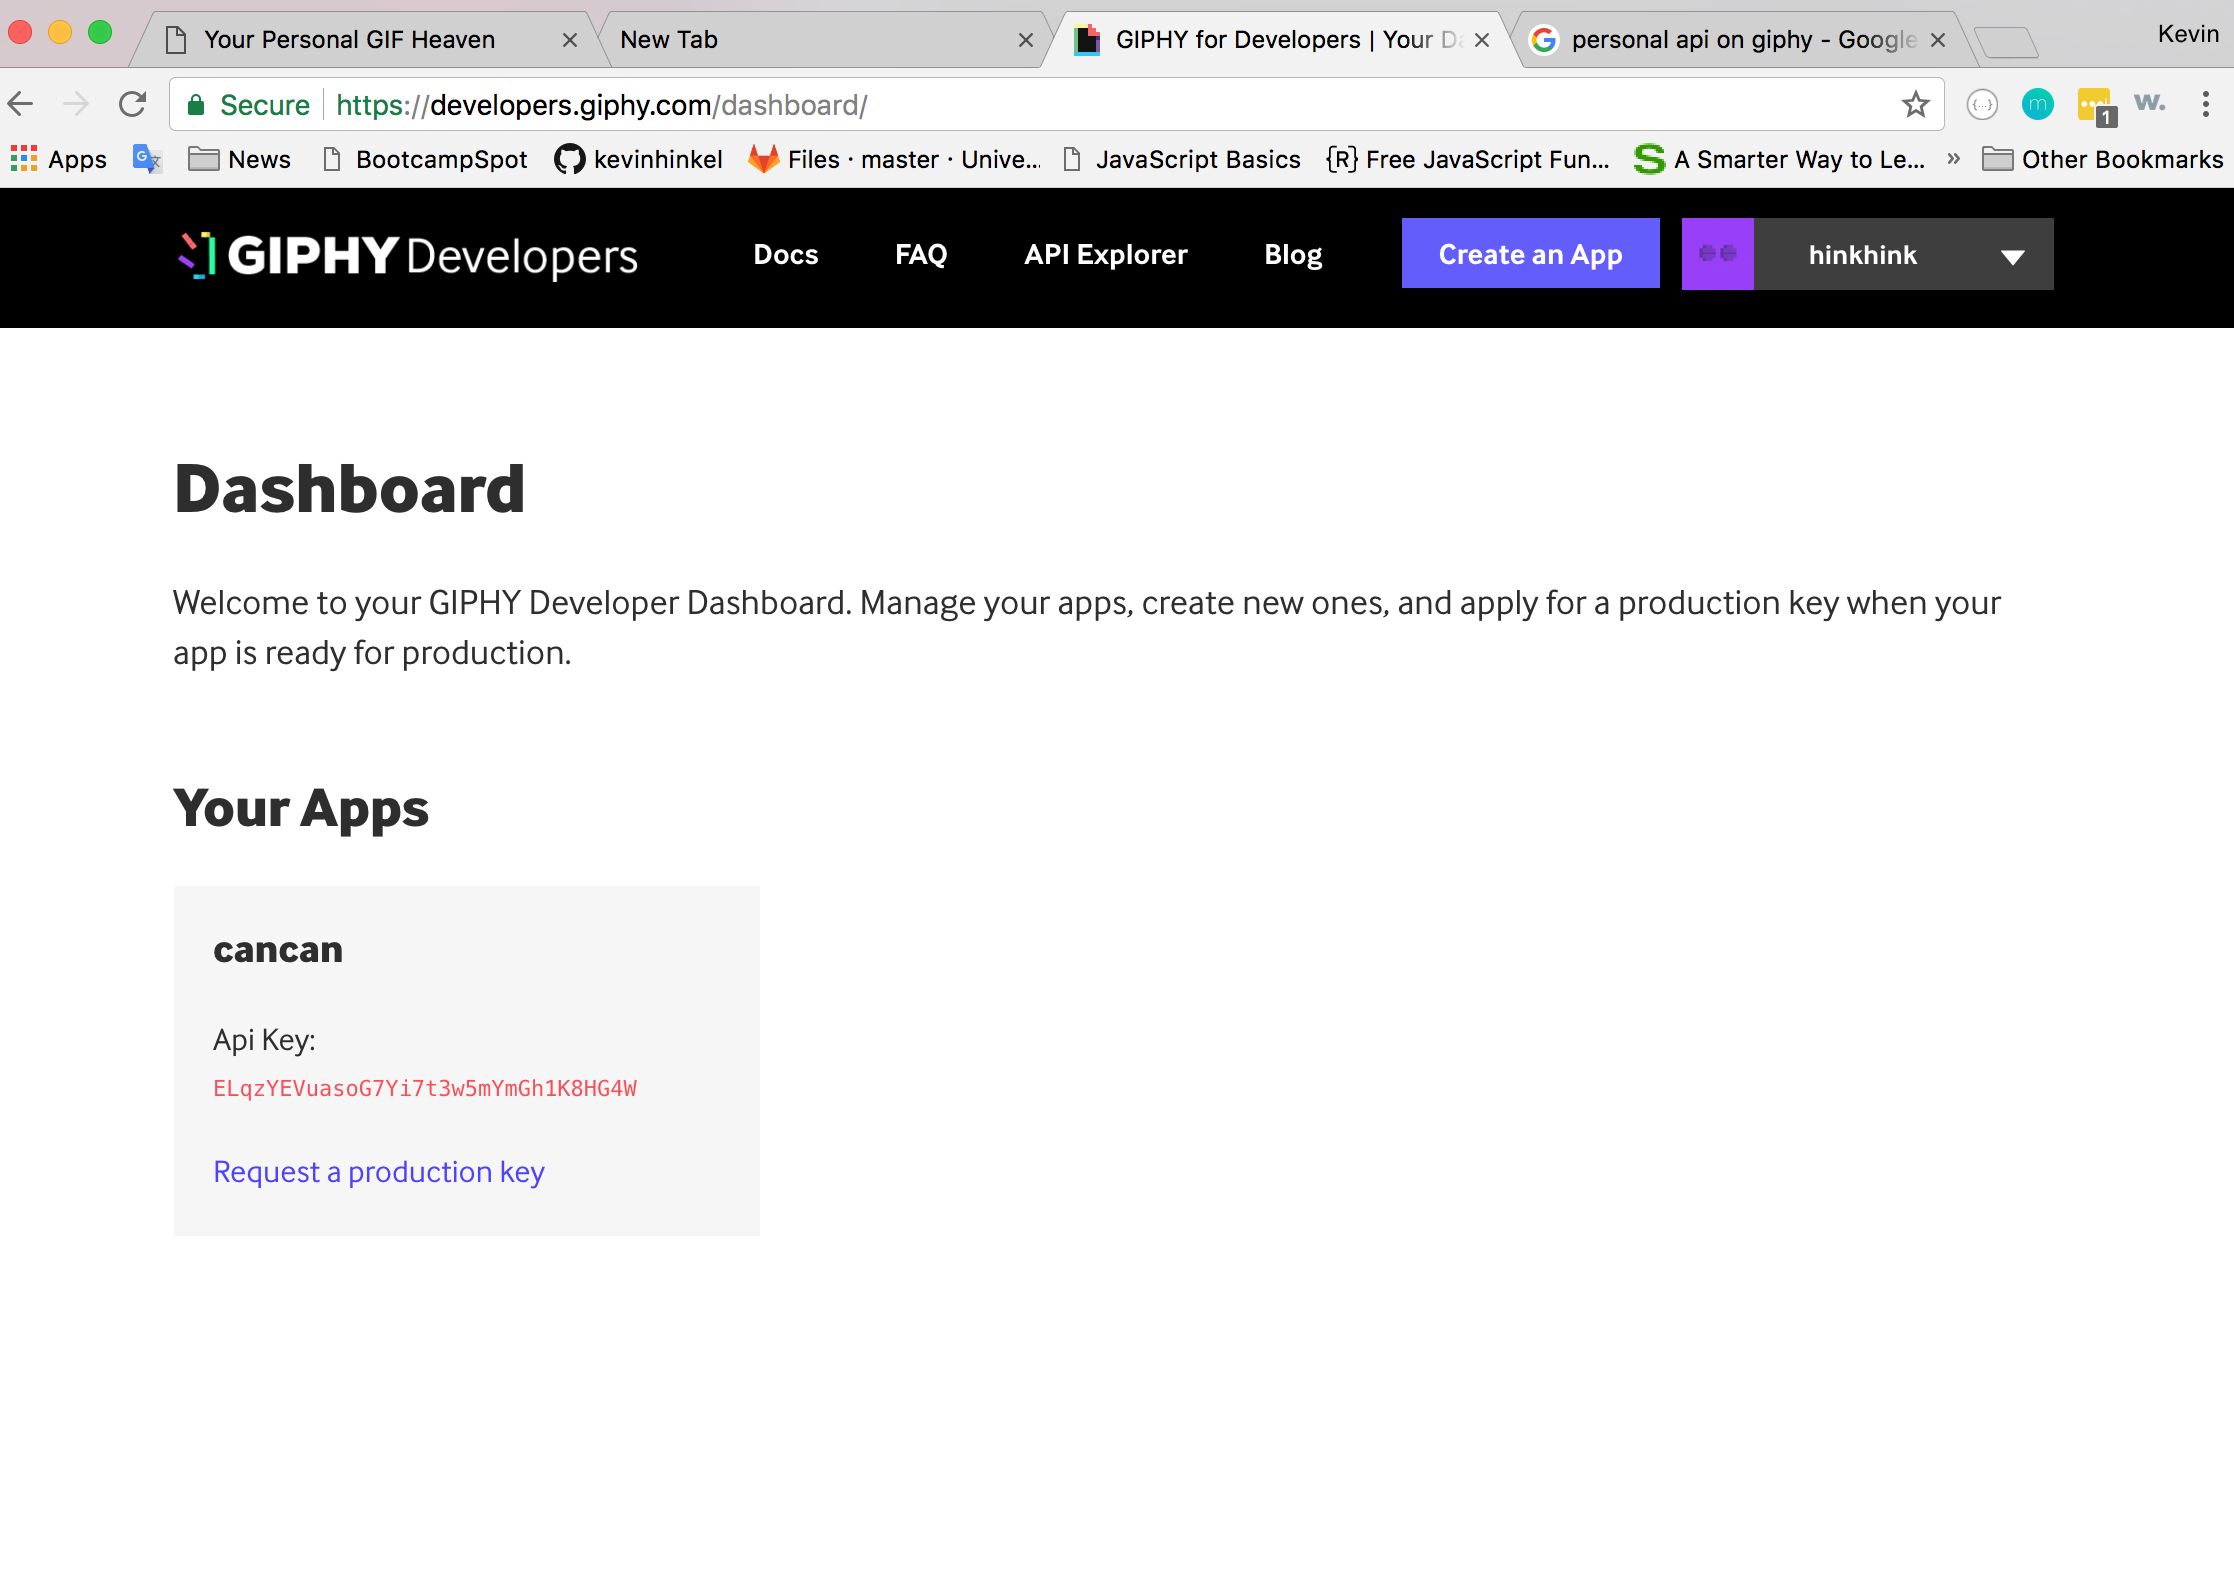 Your Personal GIF Heaven
New Tab
GIPHY for Developers | Your Da
personal api on giphy - Google
Kevin
Secure https://developers.giphy.com/dashboard/
1
w.
Apps
News
BootcampSpot
kevinhinkel
Files · master · Unive...
JavaScript Basics
{R} Free JavaScript Fun...
A Smarter Way to Le...
»
Other Bookmarks
GIPHY Developers
Docs
FAQ
API Explorer
Blog
Create an App
hinkhink
Dashboard
Welcome to your GIPHY Developer Dashboard. Manage your apps, create new ones, and apply for a production key when your
app is ready for production.
Your Apps
cancan
Api Key:
ELqzYEVuasoG7Yi7t3w5mYmGh1K8HG4W
Request a production key